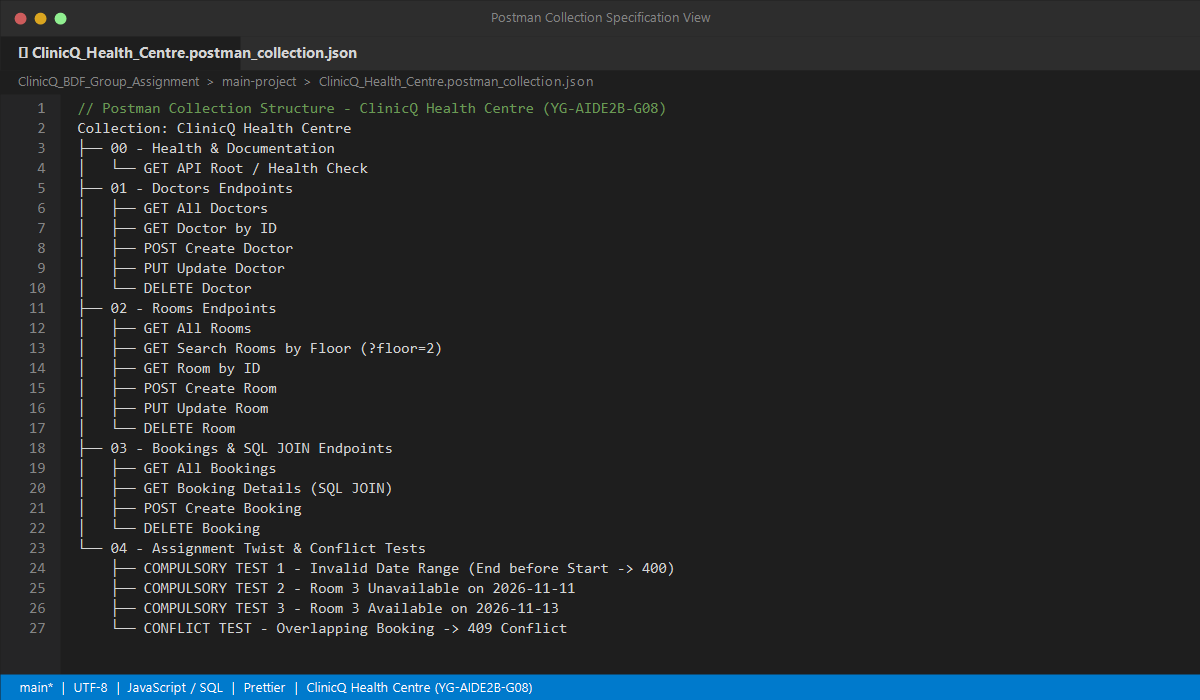 Postman Collection Specification View
▯ ClinicQ_Health_Centre.postman_collection.json
ClinicQ_BDF_Group_Assignment > main-project > ClinicQ_Health_Centre.postman_collection.json
1 // Postman Collection Structure - ClinicQ Health Centre (YG-AIDE2B-G08)
2 Collection: ClinicQ Health Centre
3 ├── 00 - Health & Documentation
4 │   └── GET API Root / Health Check
5 ├── 01 - Doctors Endpoints
6 │   ├── GET All Doctors
7 │   ├── GET Doctor by ID
8 │   ├── POST Create Doctor
9 │   ├── PUT Update Doctor
10 │   └── DELETE Doctor
11 ├── 02 - Rooms Endpoints
12 │   ├── GET All Rooms
13 │   ├── GET Search Rooms by Floor (?floor=2)
14 │   ├── GET Room by ID
15 │   ├── POST Create Room
16 │   ├── PUT Update Room
17 │   └── DELETE Room
18 ├── 03 - Bookings & SQL JOIN Endpoints
19 │   ├── GET All Bookings
20 │   ├── GET Booking Details (SQL JOIN)
21 │   ├── POST Create Booking
22 │   └── DELETE Booking
23 └── 04 - Assignment Twist & Conflict Tests
24     ├── COMPULSORY TEST 1 - Invalid Date Range (End before Start -> 400)
25     ├── COMPULSORY TEST 2 - Room 3 Unavailable on 2026-11-11
26     ├── COMPULSORY TEST 3 - Room 3 Available on 2026-11-13
27     └── CONFLICT TEST - Overlapping Booking -> 409 Conflict
main* | UTF-8 | JavaScript / SQL | Prettier | ClinicQ Health Centre (YG-AIDE2B-G08)